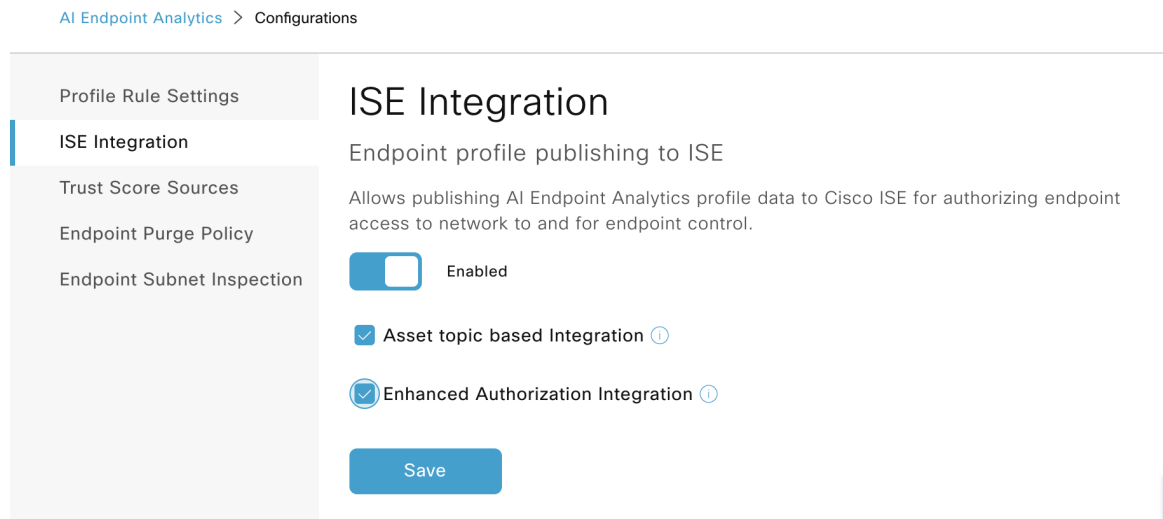 AI Endpoint Analytics > Configurations
Profile Rule Settings
ISE Integration
Trust Score Sources
Endpoint Purge Policy
Endpoint Subnet Inspection
ISE Integration
Endpoint profile publishing to ISE
Allows publishing AI Endpoint Analytics profile data to Cisco ISE for authorizing endpoint
access to network to and for endpoint control.
Enabled
Asset topic based Integration
Enhanced Authorization Integration
Save